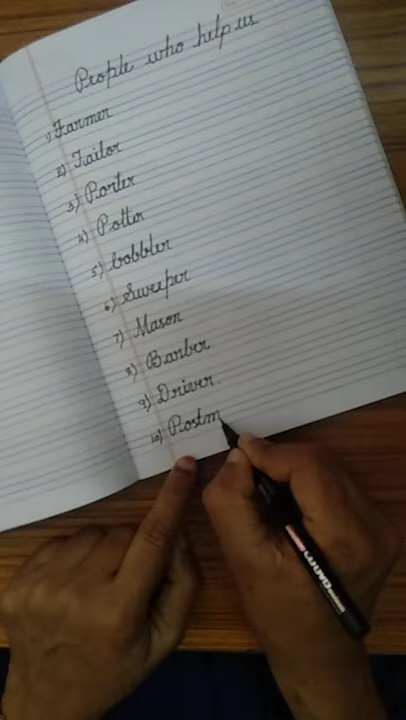 People who help us
1) Farmer
2) Tailor
3) Porter
4) Potter
5) Cobbler
6) Sweeper
7) Mason
8) Barber
9) Driver.
10) Postm